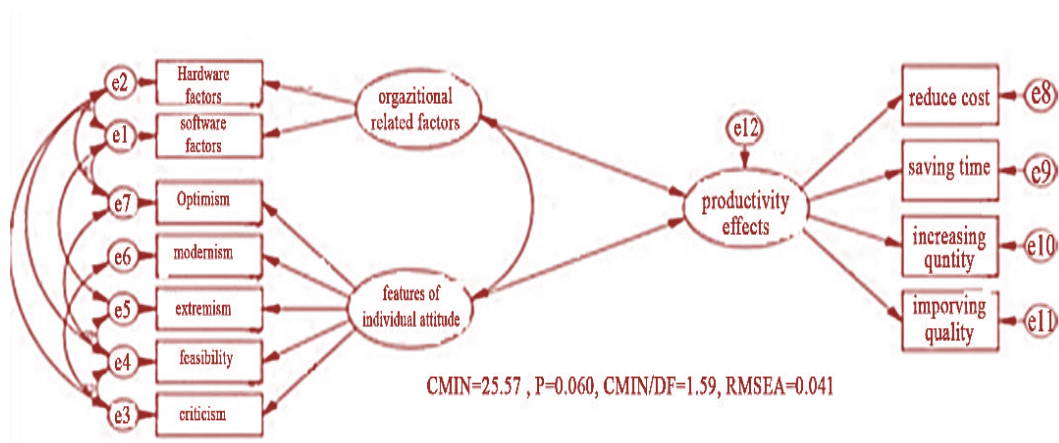 e2
Hardware
factors
e1
software
factors
e7
Optimism
e6
modernism
e5
extremism
e4
feasibility
e3
criticism
orgazitional
related factors
features of
individual attitude
e12
productivity
effects
reduce cost
e8
saving time
e9
increasing
quntity
e10
imporving
quality
e11
CMIN=25.57 , P=0.060, CMIN/DF=1.59, RMSEA=0.041